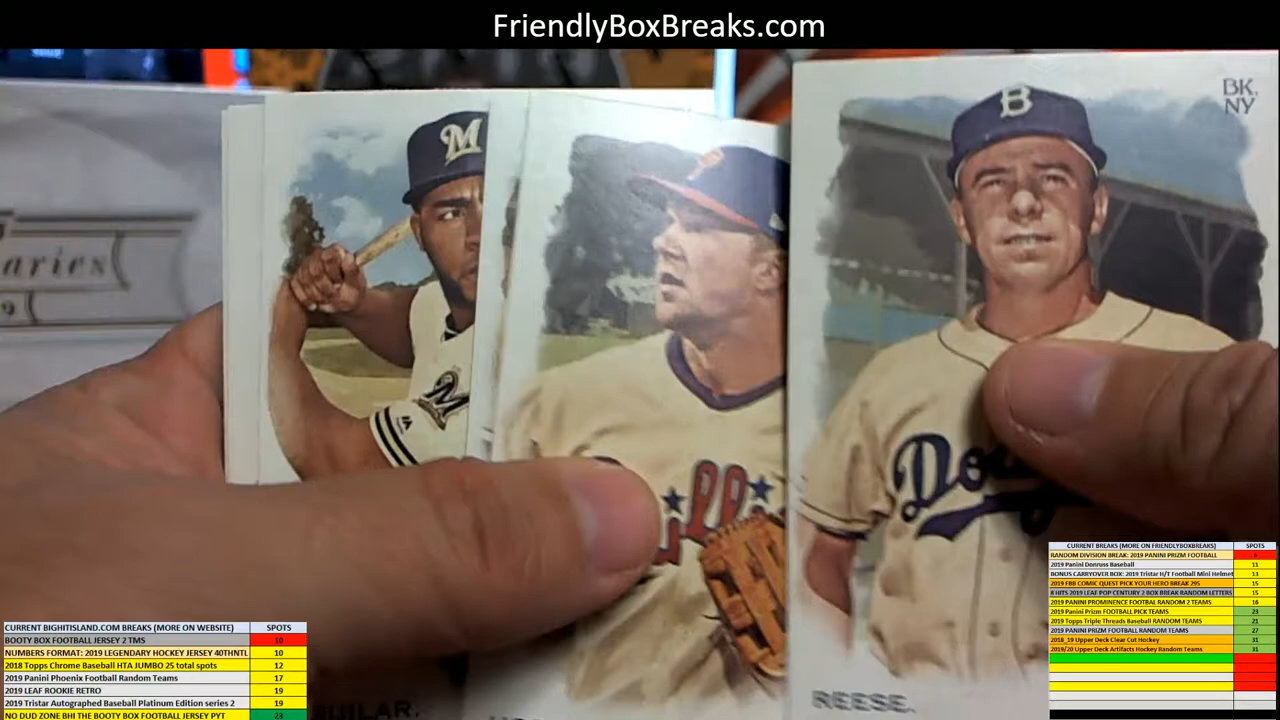 FriendlyBoxBreaks.com
BK.
NY
B
M
aries
9
M
Do
REESE.
CURRENT BIGHITISLAND.COM BREAKS (MORE ON WEBSITE) SPOTS
BOOTY BOX FOOTBALL JERSEY 2 TMS 10
NUMBERS FORMAT: 2019 LEGENDARY HOCKEY JERSEY 40THNTL 10
2018 Topps Chrome Baseball HTA JUMBO 25 total spots 12
2019 Panini Phoenix Football Random Teams 17
2019 LEAF ROOKIE RETRO 19
2019 Tristar Autographed Baseball Platinum Edition series 2 19
NO DUD ZONE BHI THE BOOTY BOX FOOTBALL JERSEY PYT 23
CURRENT BREAKS (MORE ON FRIENDLYBOXBREAKS) SPOTS
RANDOM DIVISION BREAK: 2019 PANINI PRIZM FOOTBALL
2019 Panini Donruss Baseball 11
BONUS CARRYOVER BOX: 2019 Tristar H/T Football Mini Helmet 13
2019 FBB COMIC QUEST PICK YOUR HERO BREAK 295 15
8 HITS 2019 LEAF POP CENTURY 2 BOX BREAK RANDOM LETTERS 15
2019 PANINI PROMINENCE FOOTBAL RANDOM 2 TEAMS 16
2019 Panini Prizm FOOTBALL PICK TEAMS 23
2019 Topps Triple Threads Baseball RANDOM TEAMS 21
2019 PANINI PRIZM FOOTBALL RANDOM TEAMS 27
2018_19 Upper Deck Clear Cut Hockey 31
2019/20 Upper Deck Artifacts Hockey Random Teams 31